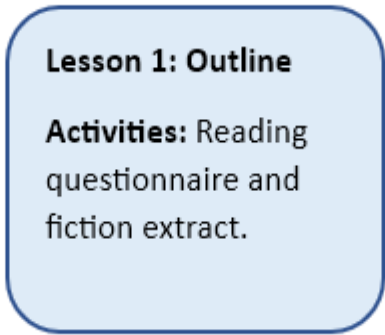 Lesson 1: Outline
Activities: Reading
questionnaire and
fiction extract.